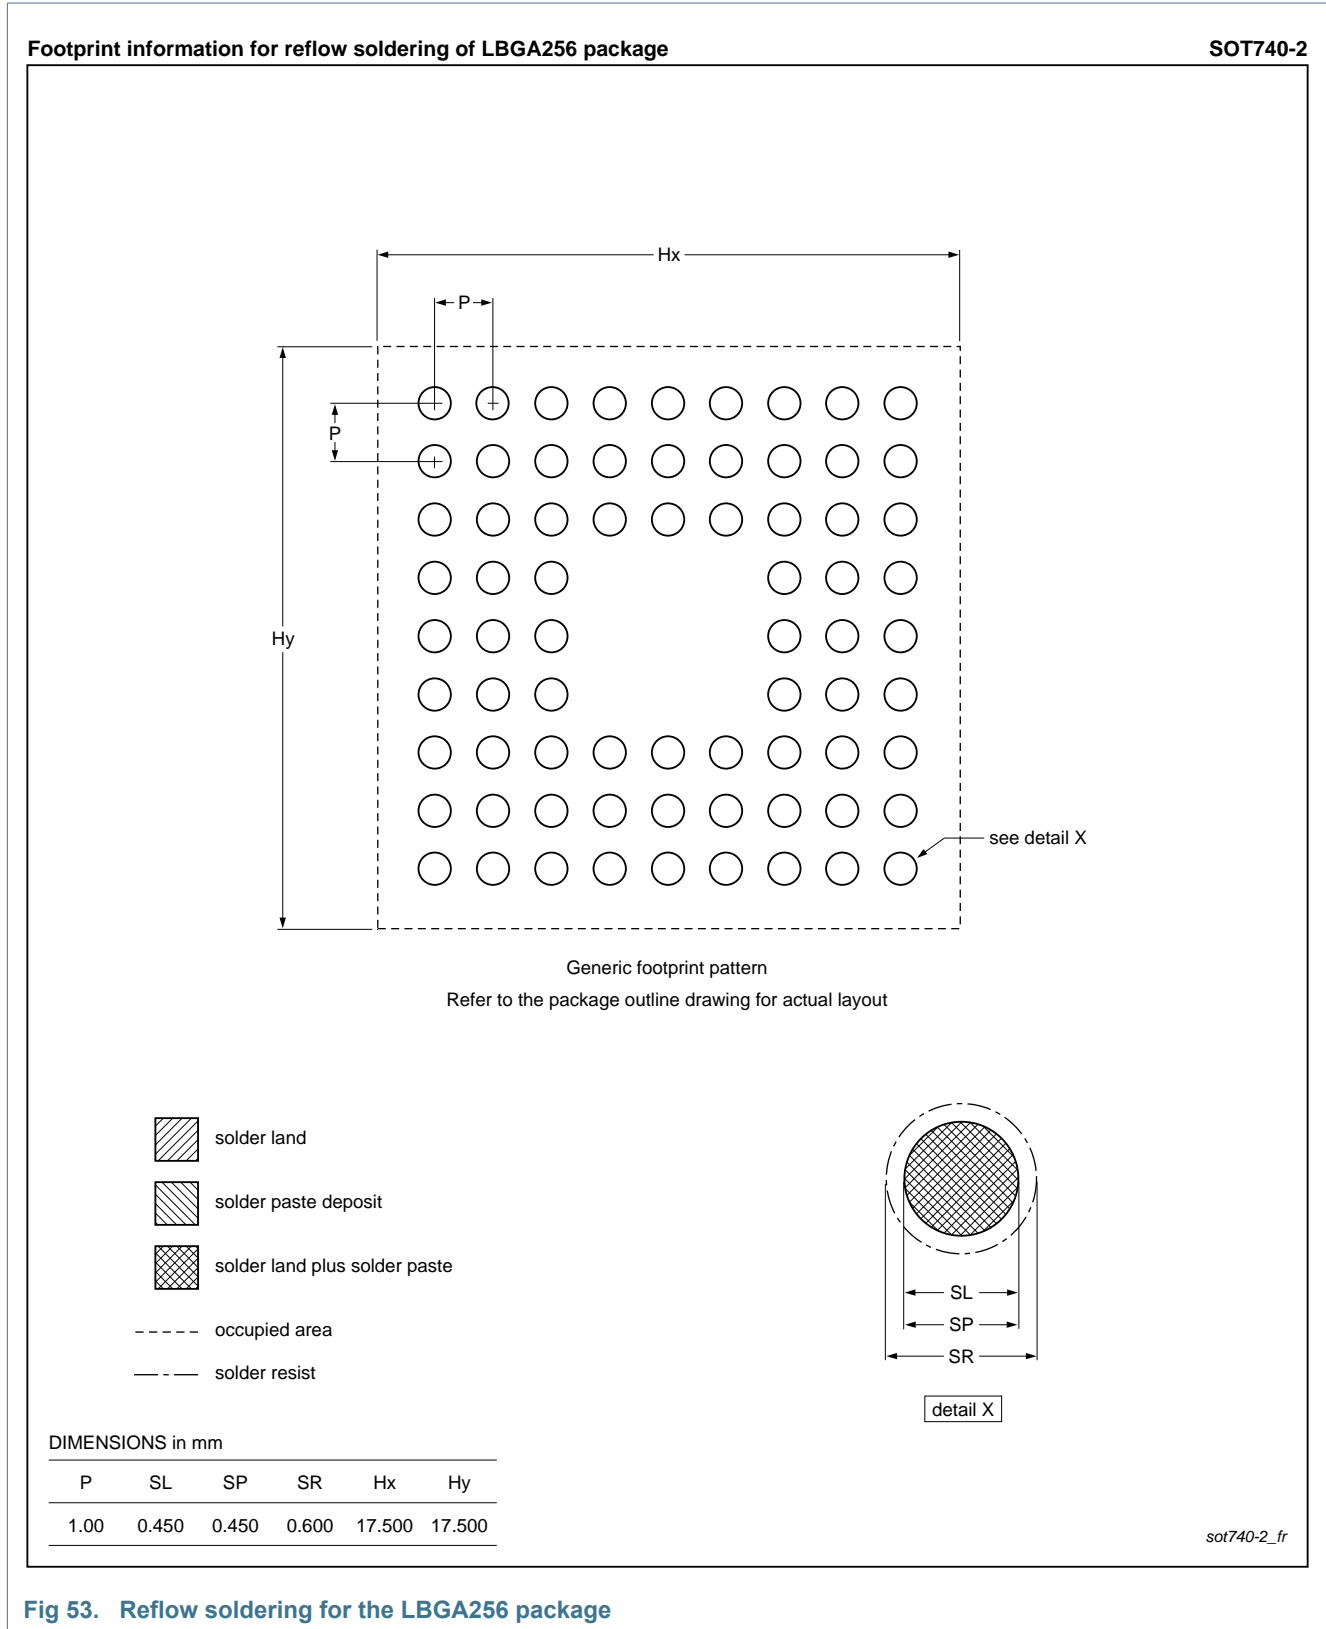 Footprint information for reflow soldering of LBGA256 package SOT740-2
Hx
P
P
Hy
see detail X
Generic footprint pattern
Refer to the package outline drawing for actual layout
solder land
solder paste deposit
solder land plus solder paste
occupied area
solder resist
SL
SP
SR
detail X
DIMENSIONS in mm
P SL SP SR Hx Hy
1.00 0.450 0.450 0.600 17.500 17.500
sot740-2_fr
Fig 53. Reflow soldering for the LBGA256 package